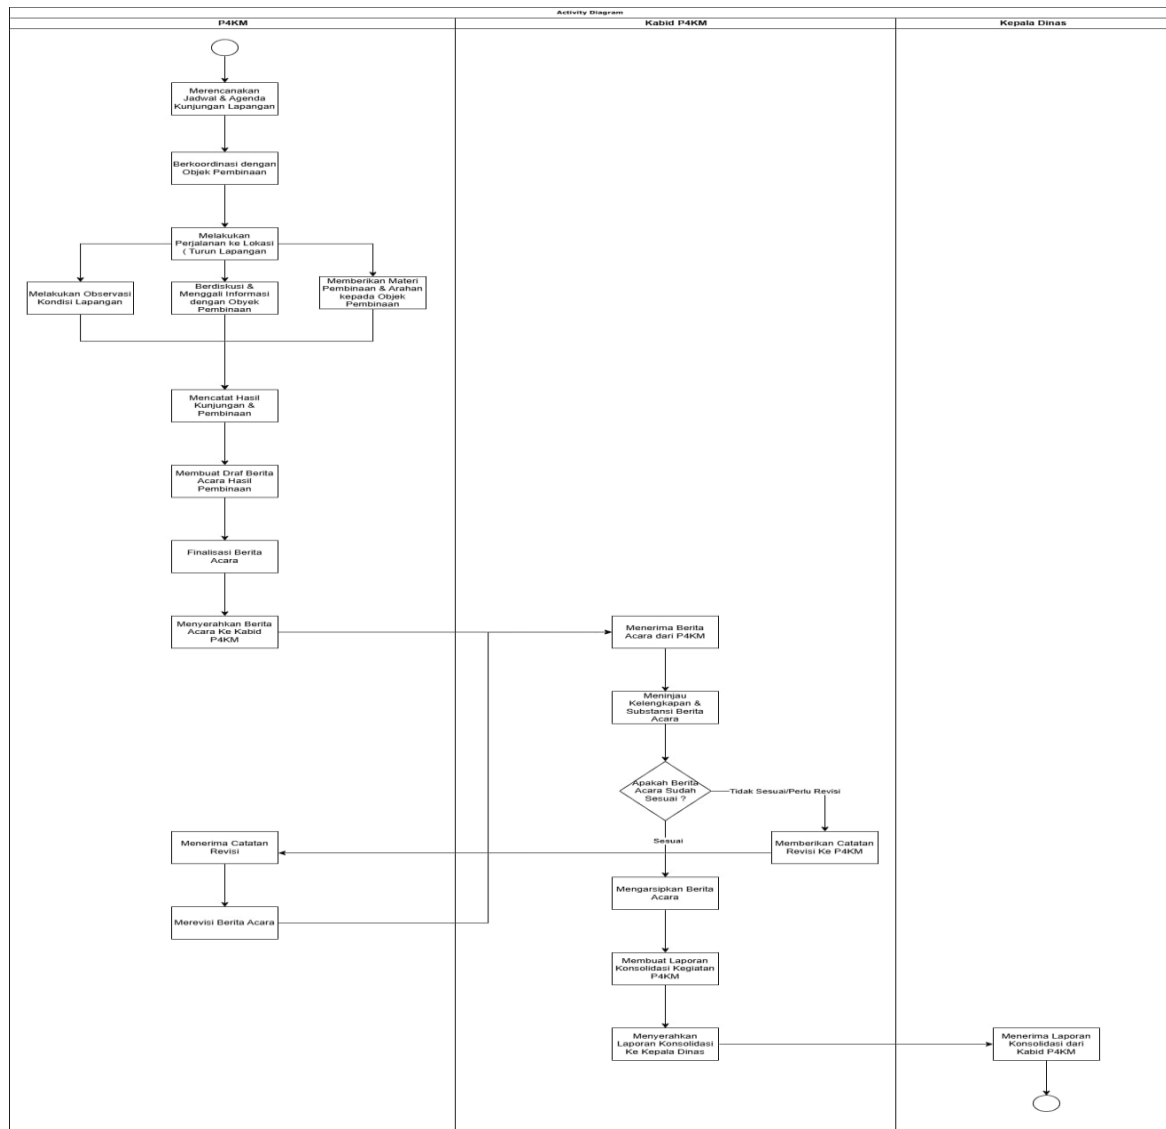 Activity Diagram
P4KM
Kabid P4KM
Kepala Dinas
Merencanakan
Jadwal & Agenda
Kunjungan Lapangan
Berkoordinasi dengan
Objek Pembinaan
Melakukan
Perjalanan ke Lokasi
( Turun Lapangan
Melakukan Observasi
Kondisi Lapangan
Berdiskusi &
Menggali Informasi
dengan Obyek
Pembinaan
Memberikan Materi
Pembinaan & Arahan
kepada Objek
Pembinaan
Mencatat Hasil
Kunjungan &
Pembinaan
Membuat Draf Berita
Acara Hasil
Pembinaan
Finalisasi Berita
Acara
Menyerahkan Berita
Acara Ke Kabid
P4KM
Menerima Berita
Acara dari P4KM
Meninjau
Kelengkapan &
Substansi Berita
Acara
Apakah Berita
Acara Sudah
Sesuai ?
Tidak Sesuai/Perlu Revisi
Sesuai
Memberikan Catatan
Revisi Ke P4KM
Menerima Catatan
Revisi
Merevisi Berita Acara
Mengarsipkan Berita
Acara
Membuat Laporan
Konsolidasi Kegiatan
P4KM
Menyerahkan
Laporan Konsolidasi
Ke Kepala Dinas
Menerima Laporan
Konsolidasi dari
Kabid P4KM